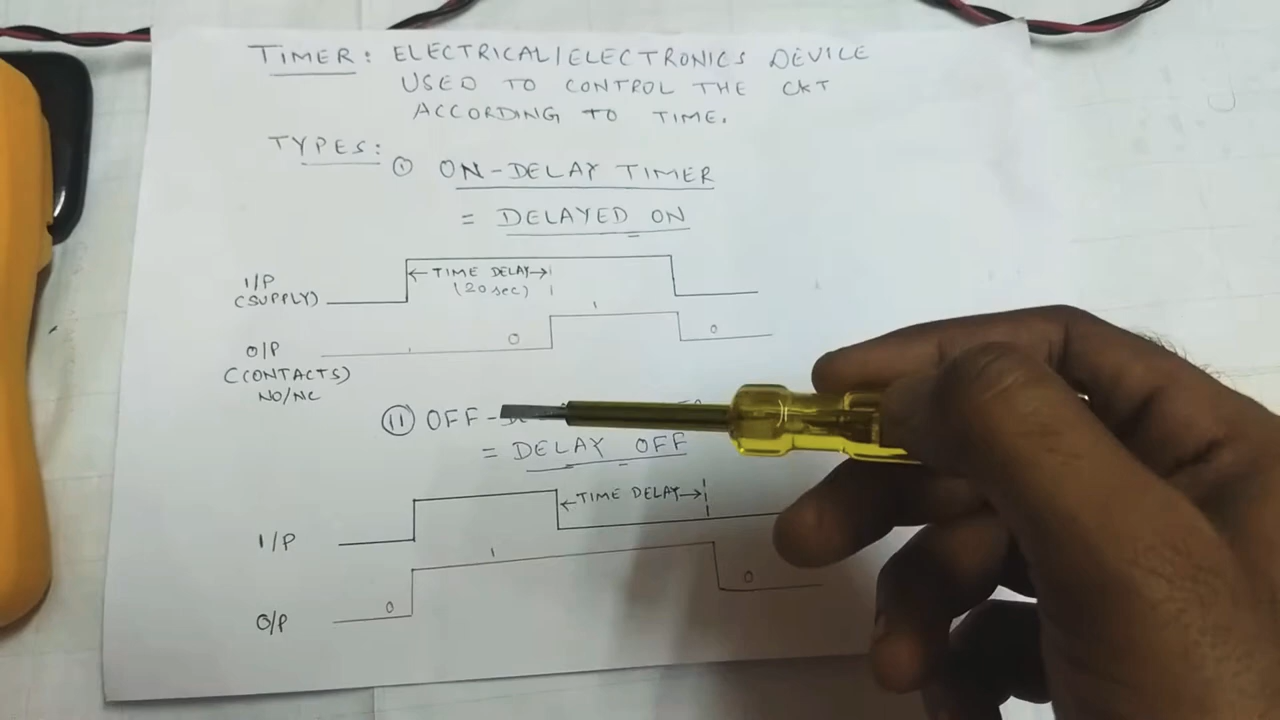 TIMER: ELECTRICAL/ELECTRONICS DEVICE
USED TO CONTROL THE CKT
ACCORDING TO TIME.
TYPES:
① ON-DELAY TIMER
= DELAYED ON
I/P
(SUPPLY)
← TIME DELAY →
(20 sec)
1
O/P
(CONTACTS)
NO/NC
0
0
⑪ OFF-
= DELAY OFF
← TIME DELAY →
I/P
1
O/P
0
0